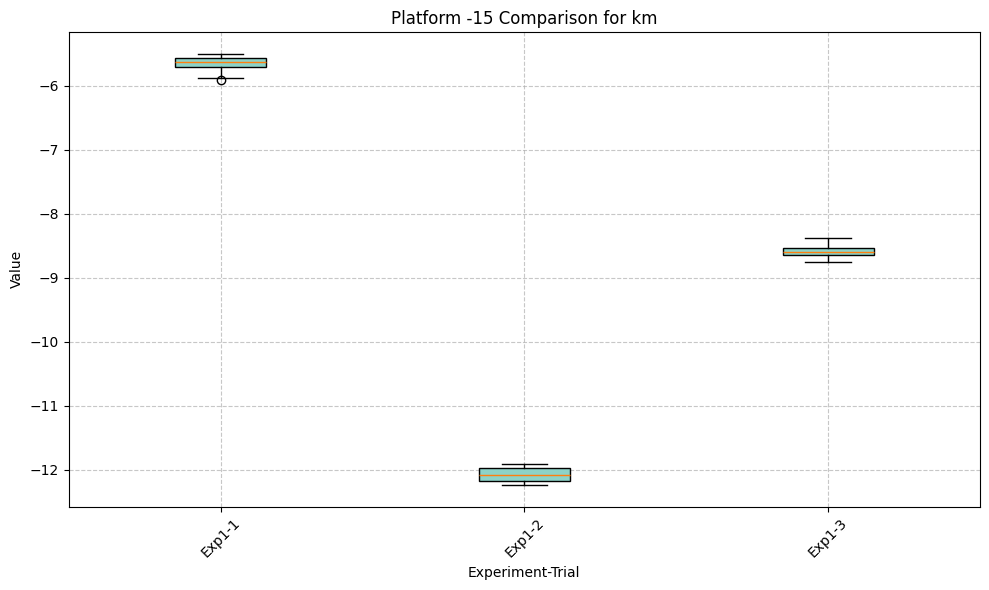 Platform -15 Comparison for km
Value
−6
−7
−8
−9
−10
−11
−12
Exp1-1
Exp1-2
Exp1-3
Experiment-Trial